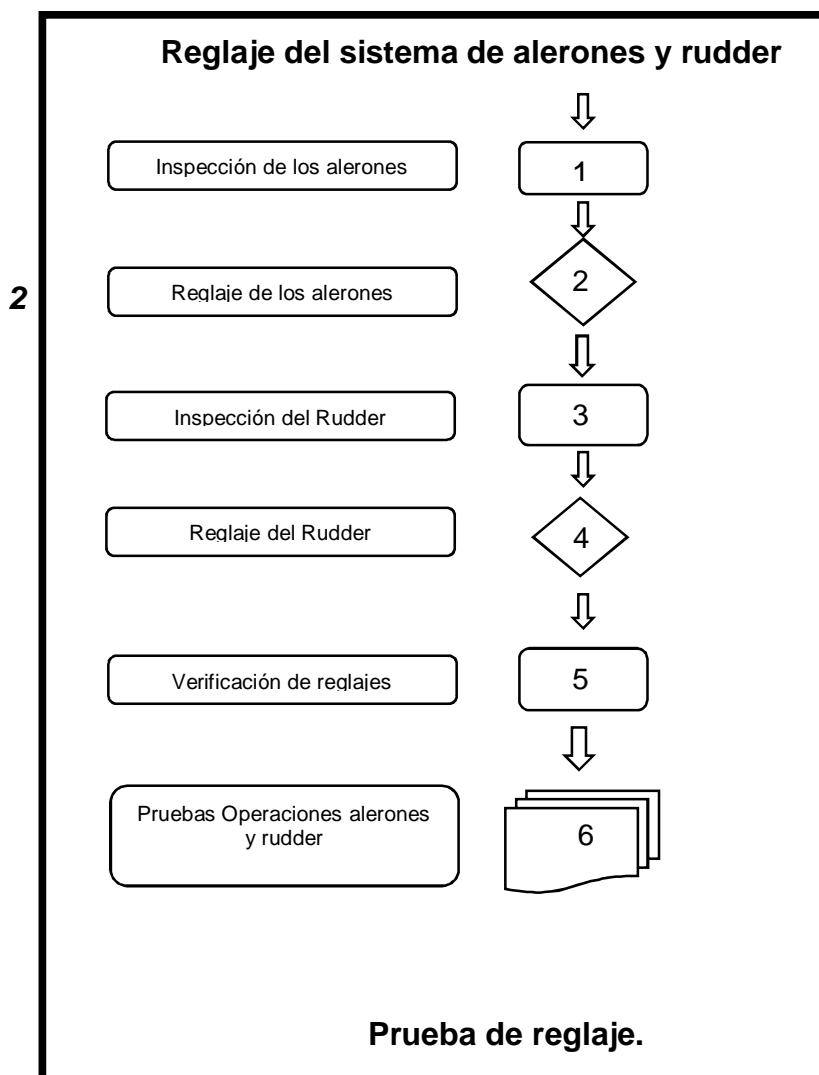 Reglaje del sistema de alerones y rudder
Inspección de los alerones
1
2
Reglaje de los alerones
2
Inspección del Rudder
3
Reglaje del Rudder
4
Verificación de reglajes
5
Pruebas Operaciones alerones
y rudder
6
Prueba de reglaje.